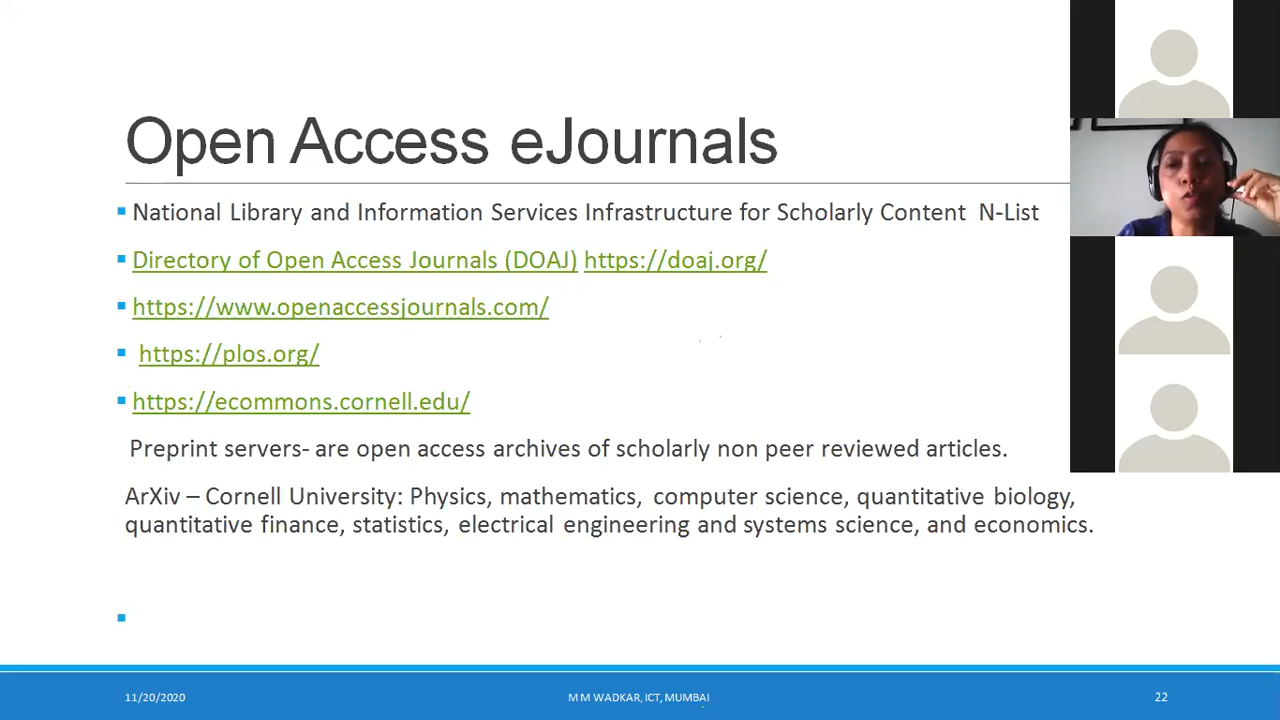 Open Access eJournals
National Library and Information Services Infrastructure for Scholarly Content N-List
Directory of Open Access Journals (DOAJ) https://doaj.org/
https://www.openaccessjournals.com/
https://plos.org/
https://ecommons.cornell.edu/
Preprint servers- are open access archives of scholarly non peer reviewed articles.
ArXiv – Cornell University: Physics, mathematics, computer science, quantitative biology,
quantitative finance, statistics, electrical engineering and systems science, and economics.
11/20/2020
M M WADKAR, ICT, MUMBAI
22